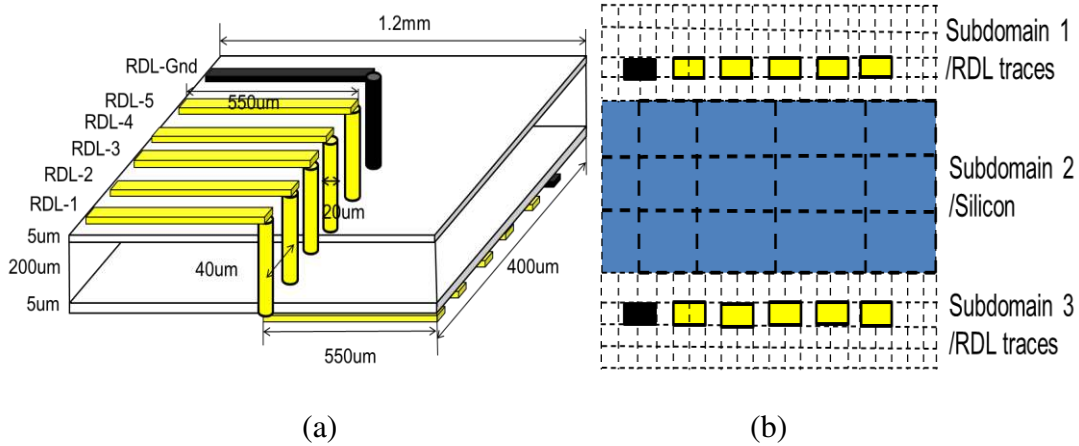 1.2mm
RDL-Gnd
RDL-5
550um
RDL-4
RDL-3
RDL-2
RDL-1
20um
5um
200um
40um
400um
5um
550um
(a)
Subdomain 1
/RDL traces
Subdomain 2
/Silicon
Subdomain 3
/RDL traces
(b)